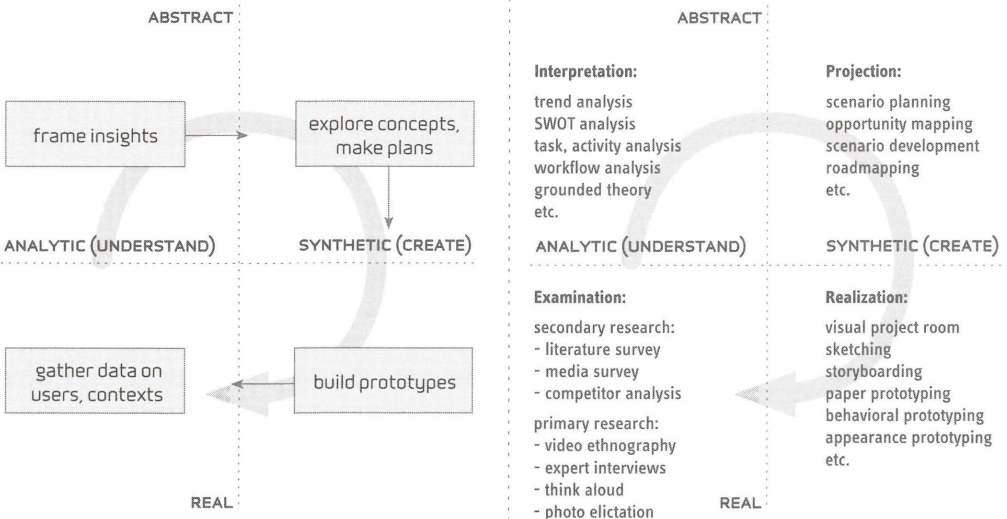 ABSTRACT
frame insights
explore concepts,
make plans
ANALYTIC (UNDERSTAND)
SYNTHETIC (CREATE)
gather data on
users, contexts
build prototypes
REAL
ABSTRACT
Interpretation:
trend analysis
SWOT analysis
task, activity analysis
workflow analysis
grounded theory
etc.
Projection:
scenario planning
opportunity mapping
scenario development
roadmapping
etc.
ANALYTIC (UNDERSTAND)
SYNTHETIC (CREATE)
Examination:
secondary research:
- literature survey
- media survey
- competitor analysis
primary research:
- video ethnography
- expert interviews
- think aloud
- photo elictation
Realization:
visual project room
sketching
storyboarding
paper prototyping
behavioral prototyping
appearance prototyping
etc.
REAL